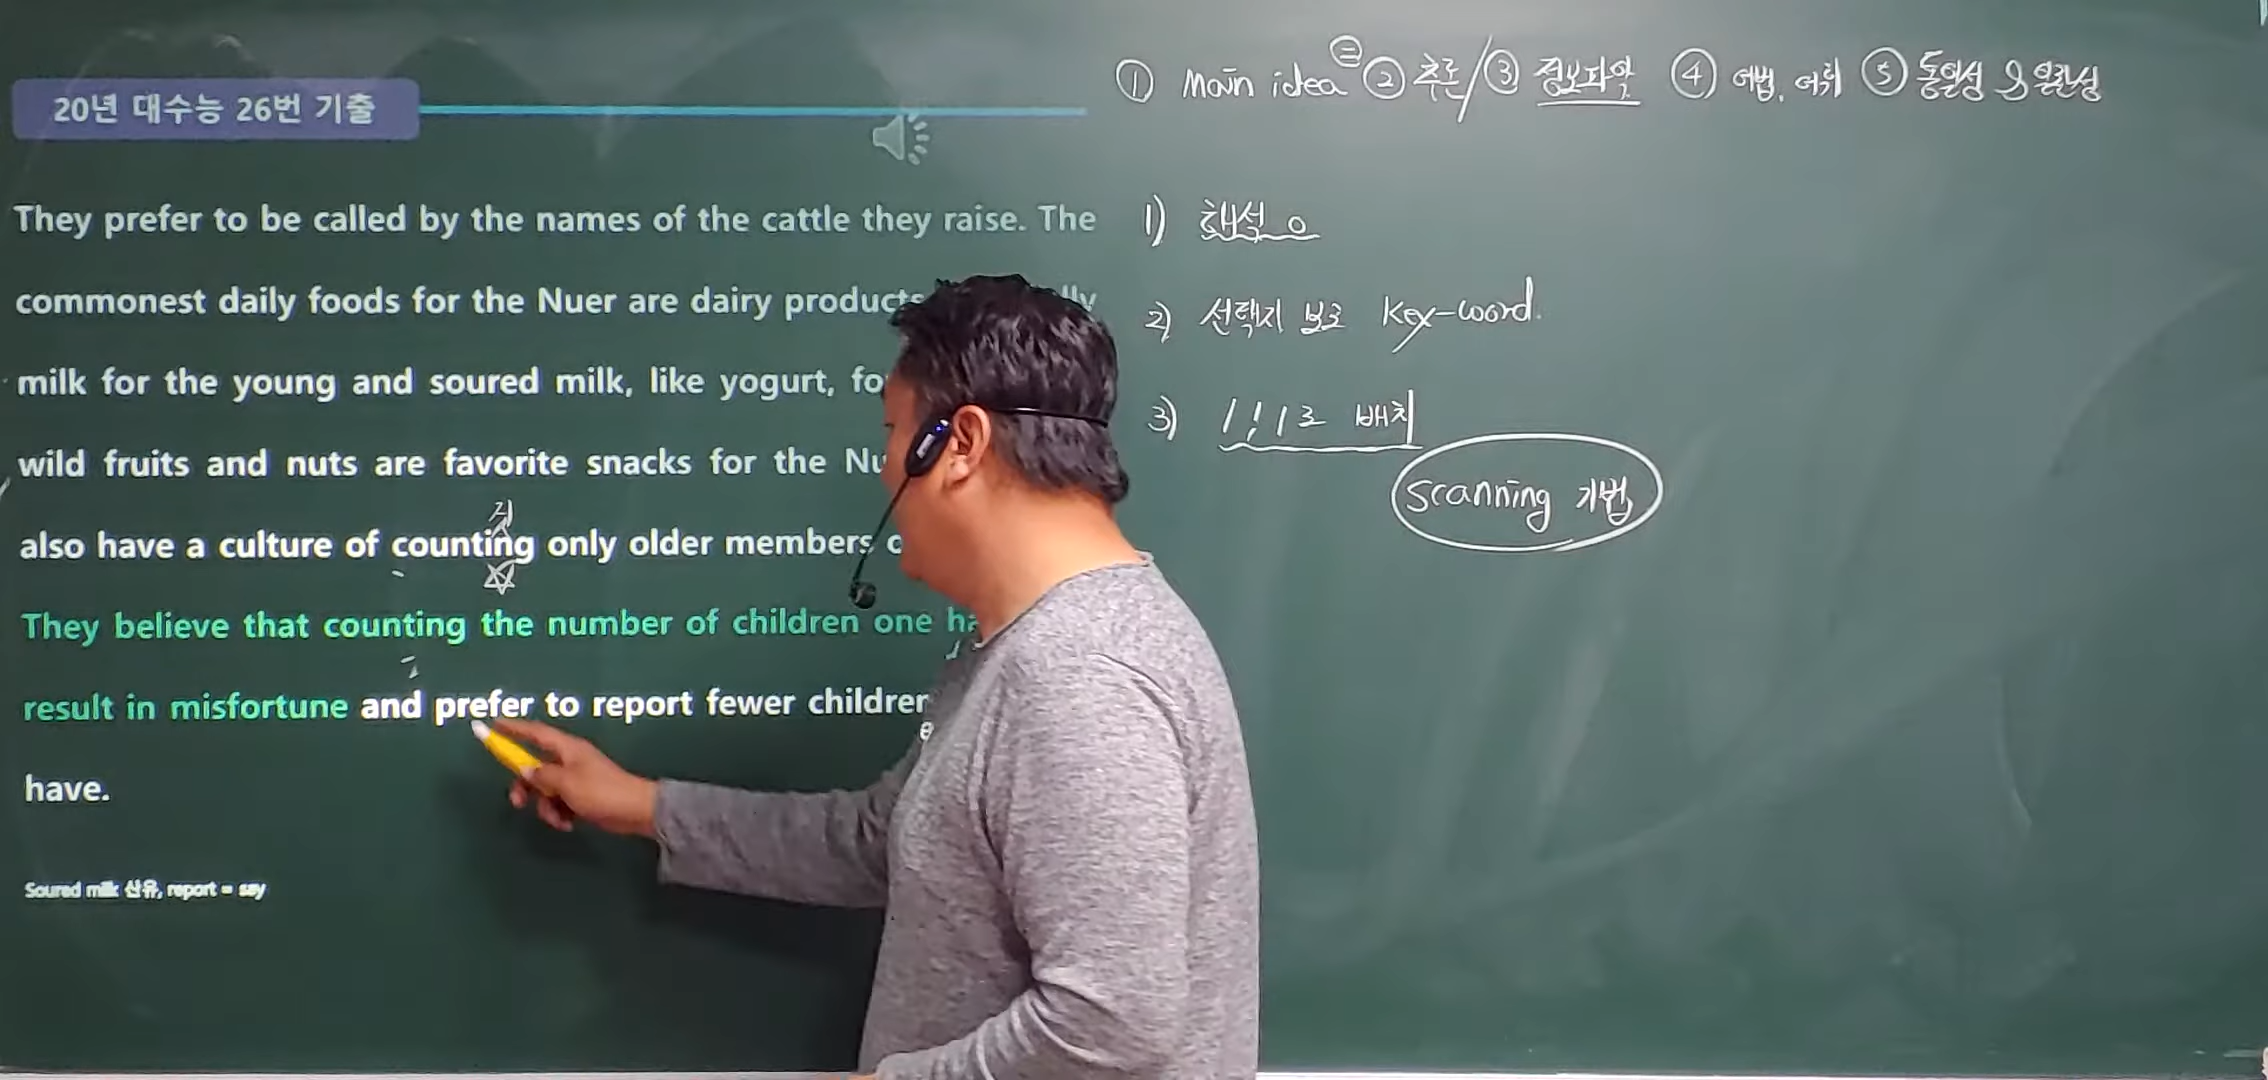 20년 대수능 26번 기출
① Main idea ② 추론 / ③ 정보파악 ④ 어법, 어휘 ⑤ 통일성 일관성
They prefer to be called by the names of the cattle they raise. The
commonest daily foods for the Nuer are dairy products
milk for the young and soured milk, like yogurt,
wild fruits and nuts are favorite snacks for the
also have a culture of counting only older members
They believe that counting the number of children one
result in misfortune and prefer to report fewer
have.
Soured milk 산유, report = say
1) 해석 o
2) 선택지 보고 key-word.
3) 1, 1, 1로 배치
Scanning 기법